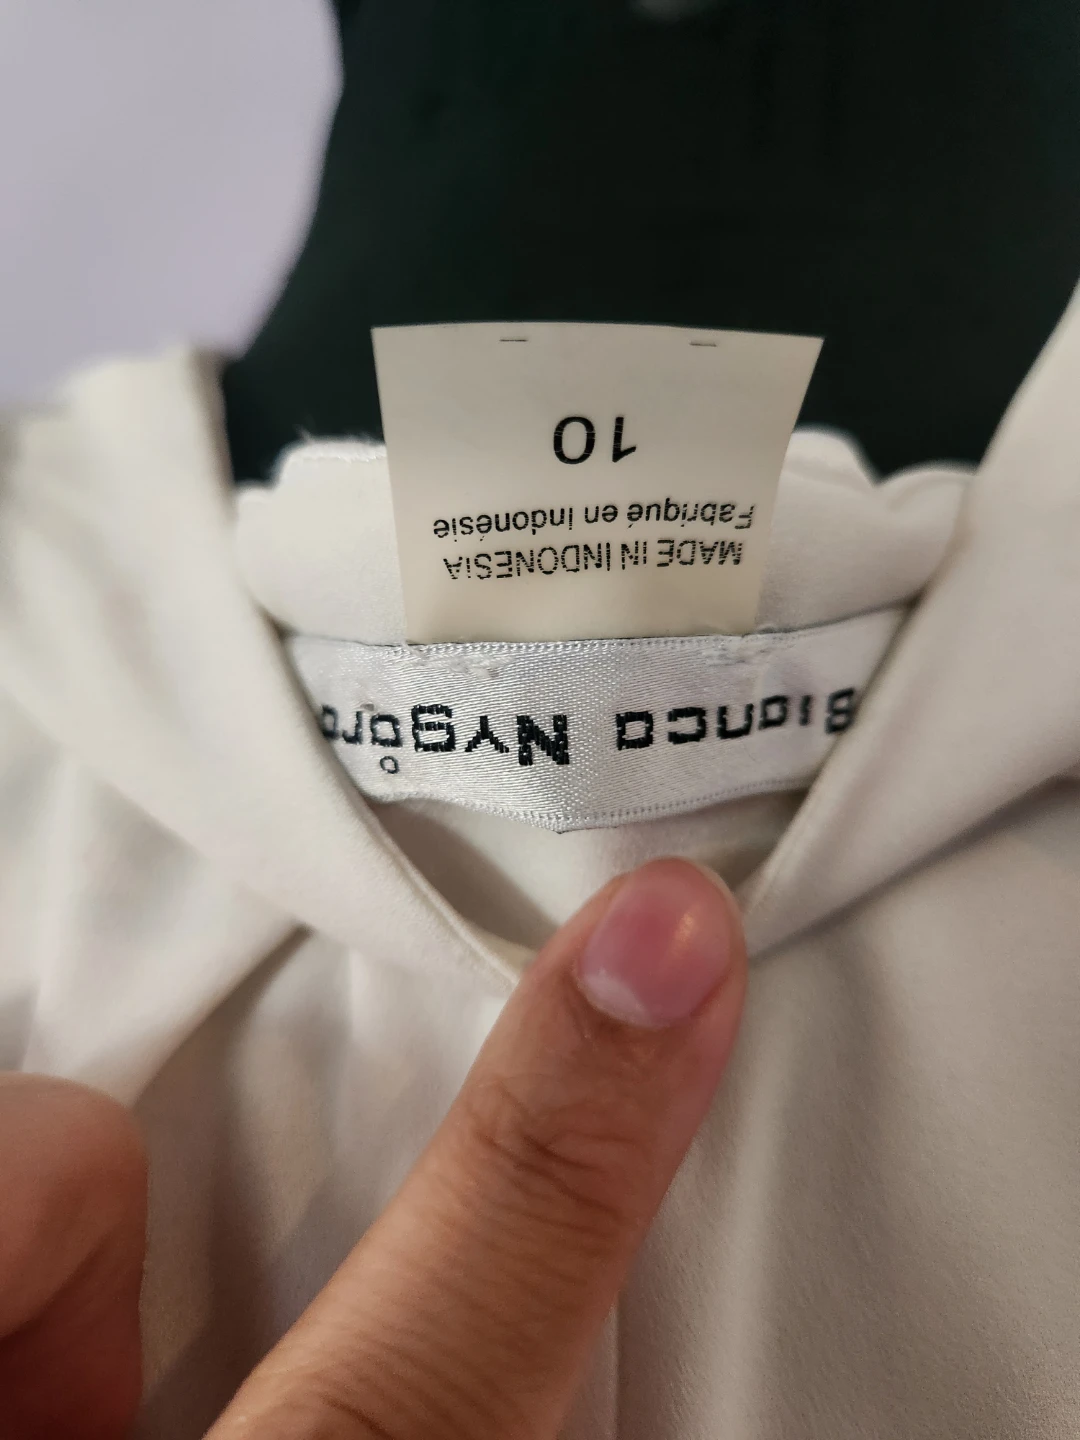 Bianca NYGÅRD
MADE IN INDONESIA
Fabriqué en Indonésie
10